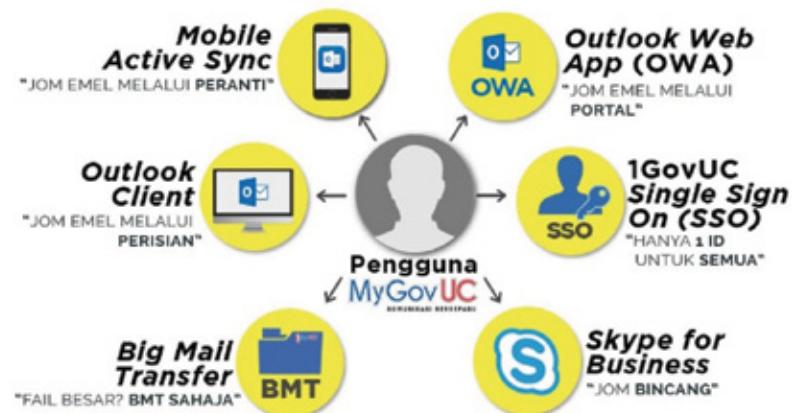 Mobile
Active Sync
"JOM EMEL MELALUI PERANTI"
OWA
Outlook Web
App (OWA)
"JOM EMEL MELALUI
PORTAL"
Outlook
Client
"JOM EMEL MELALUI
PERISIAN"
SSO
1GovUC
Single Sign
On (SSO)
"HANYA 1 ID
UNTUK SEMUA"
Pengguna
MyGovUC
KOMUNIKASI BERSEPADU
Big Mail
Transfer
"FAIL BESAR? BMT SAHAJA"
BMT
Skype for
Business
"JOM BINCANG"